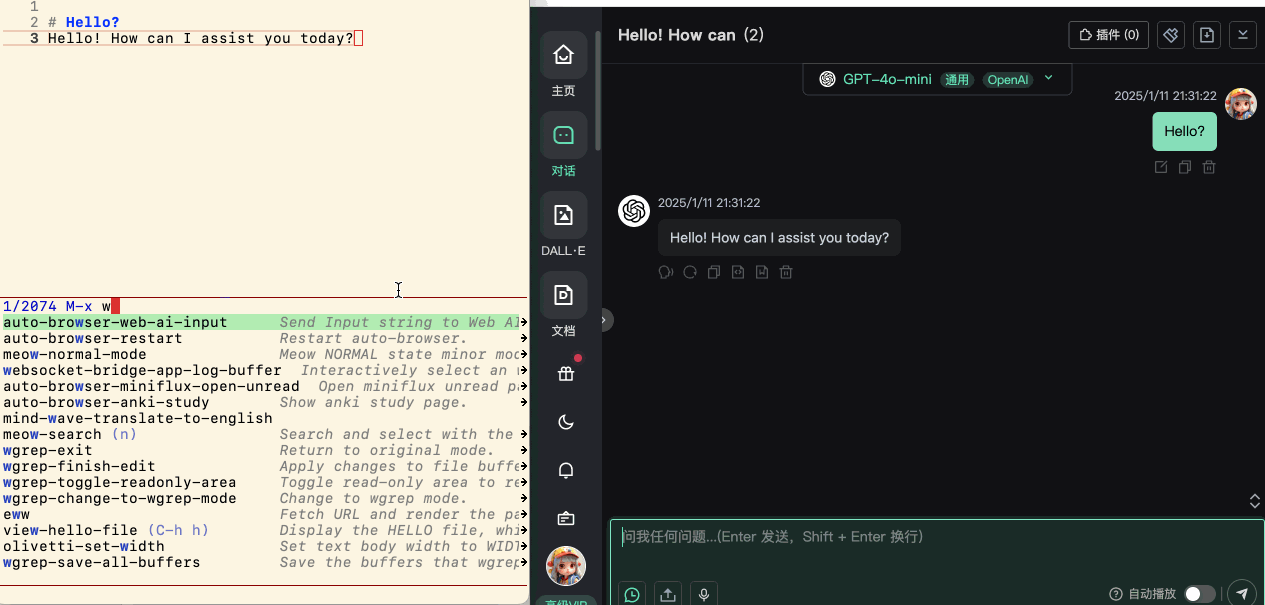 1
2 # Hello?
3 Hello! How can I assist you today?
1/2074 M-x w
auto-browser-web-ai-input Send Input string to Web AI
auto-browser-restart Restart auto-browser.
meow-normal-mode Meow NORMAL state minor mod
websocket-bridge-app-log-buffer Interactively select an
auto-browser-miniflux-open-unread Open miniflux unread p
auto-browser-anki-study Show anki study page.
mind-wave-translate-to-english
meow-search (n) Search and select with the
wgrep-exit Return to original mode.
wgrep-finish-edit Apply changes to file buffe
wgrep-toggle-readonly-area Toggle read-only area to re
wgrep-change-to-wgrep-mode Change to wgrep mode.
eww Fetch URL and render the pa
view-hello-file (C-h h) Display the HELLO file, whi
olivetti-set-width Set text body width to WIDT
wgrep-save-all-buffers Save the buffers that wgrep
主页
对话
DALL·E
文档
高级VIP
Hello! How can (2)
插件 (0)
GPT-4o-mini 通用 OpenAI
2025/1/11 21:31:22
Hello?
2025/1/11 21:31:22
Hello! How can I assist you today?
问我任何问题...(Enter 发送, Shift + Enter 换行)
自动播放